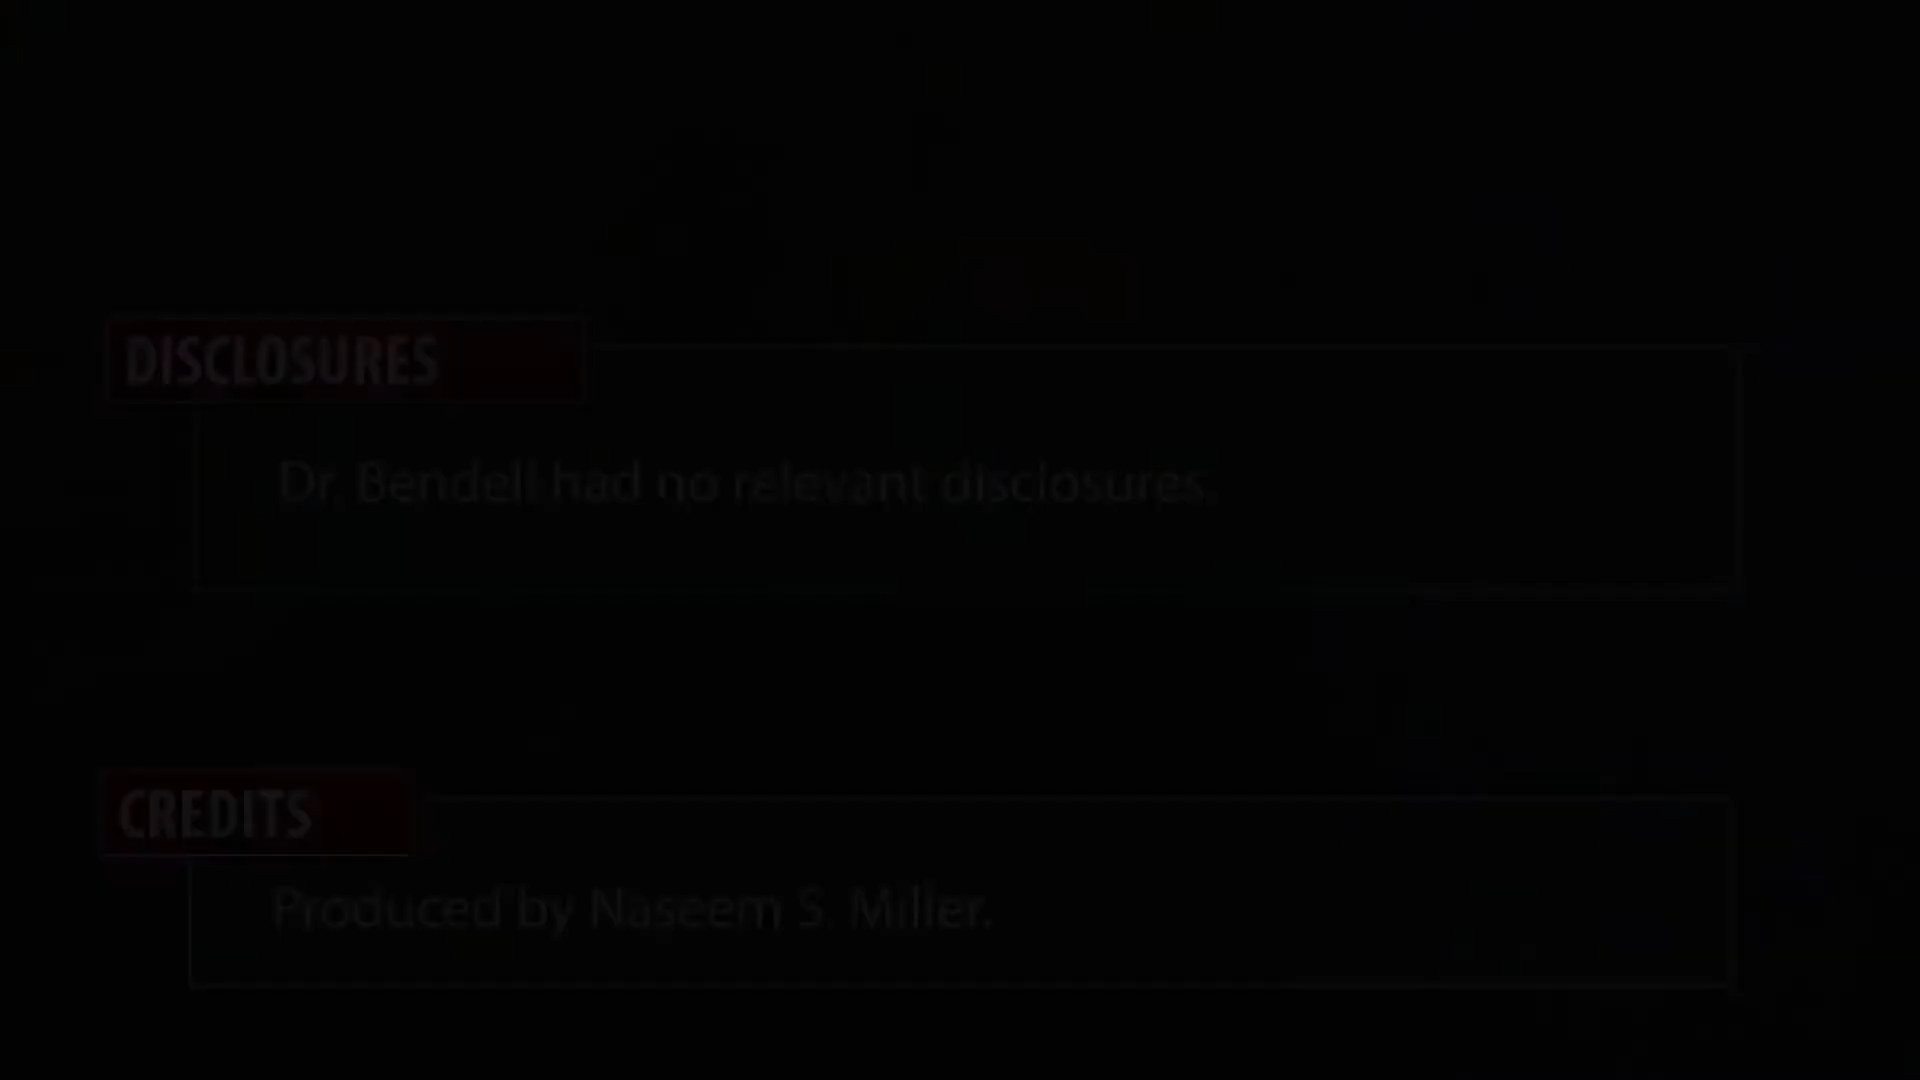 DISCLOSURES
Dr. Bendell had no relevant disclosures.
CREDITS
Produced by Naseem S. Miller.